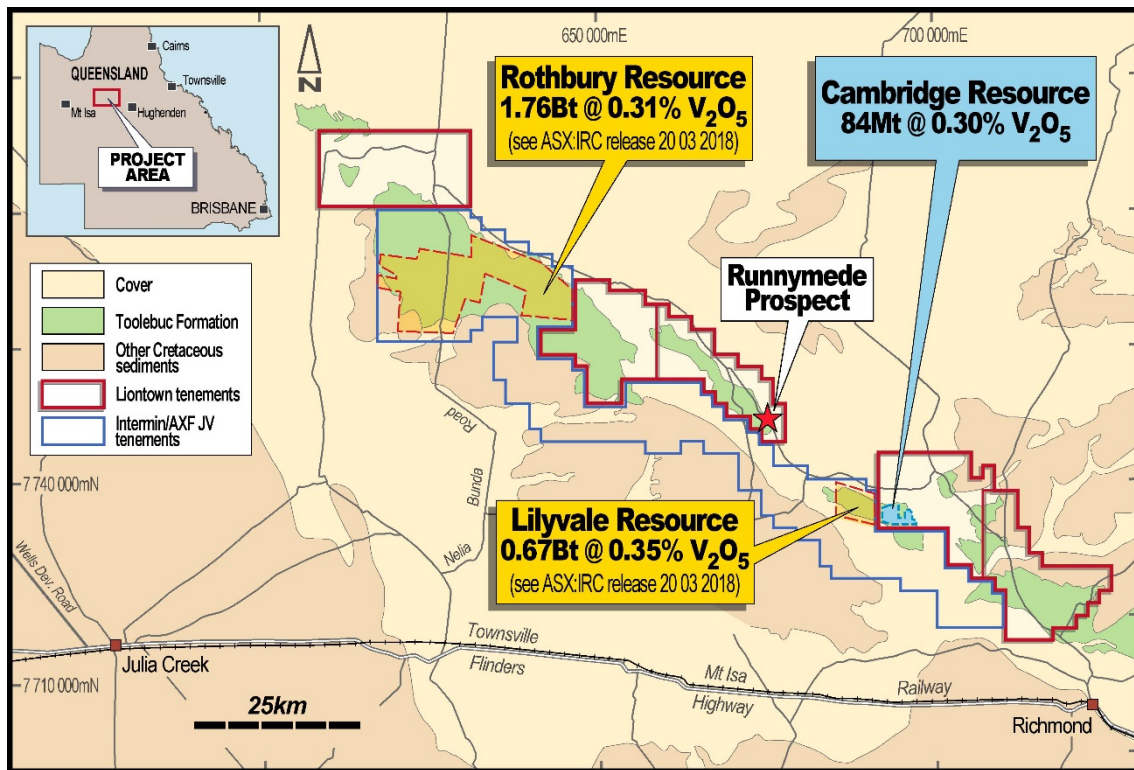 650 000mE
700 000mE
Cairns
QUEENSLAND
Townsville
Mt Isa
Hughenden
PROJECT
AREA
BRISBANE
N
Rothbury Resource
1.76Bt @ 0.31% V₂O₅
(see ASX:IRC release 20 03 2018)
Cambridge Resource
84Mt @ 0.30% V₂O₅
Cover
Toolebuc Formation
Other Cretaceous
sediments
Liontown tenements
Intermin/AXF JV
tenements
Runnymede
Prospect
Road
Bunda
Nelia
7 740 000mN
Lilyvale Resource
0.67Bt @ 0.35% V₂O₅
(see ASX:IRC release 20 03 2018)
Wells Dev. Road
Julia Creek
Townsville
Flinders
Mt Isa
Highway
Railway
7 710 000mN
25km
Richmond